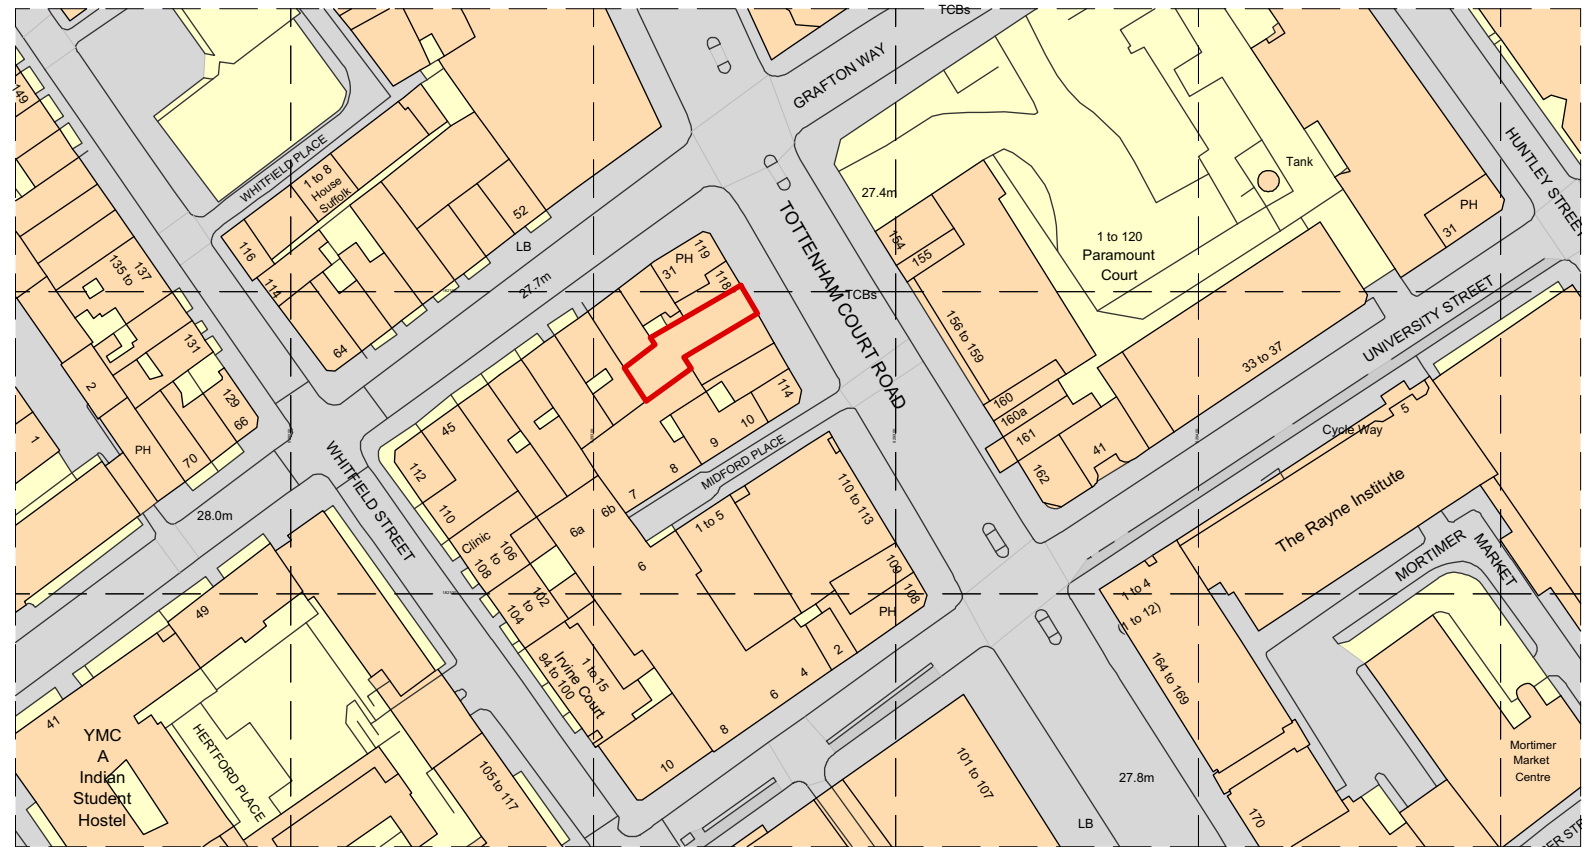 TCBs
GRAFTON WAY
149
WHITFIELD PLACE
1 to 8
House
Suffolk
HUNTLEY STREET
Tank
27.4m
PH
31
52
LB
TOTTENHAM COURT ROAD
1 to 120
Paramount
Court
154
155
116
114
135 to
137
27.7m
PH
31
119
118
TCBs
UNIVERSITY STREET
156 to 159
33 to 37
131
64
2
129
66
1
PH
70
45
112
114
10
9
8
7
MIDFORD PLACE
160
160a
161
162
41
5
Cycle Way
The Rayne Institute
WHITFIELD STREET
28.0m
110
Clinic
106
to
108
6a
6b
1 to 5
6
110 to 113
109
108
PH
MORTIMER
MARKET
102
to
104
49
1 to 4
(1 to 12)
164 to 169
1 to 15
Irvine Court
94 to 100
2
4
6
8
10
41
YMC
A
Indian
Student
Hostel
HERTFORD PLACE
105 to 117
101 to 107
27.8m
LB
170
Mortimer
Market
Centre
ER STR